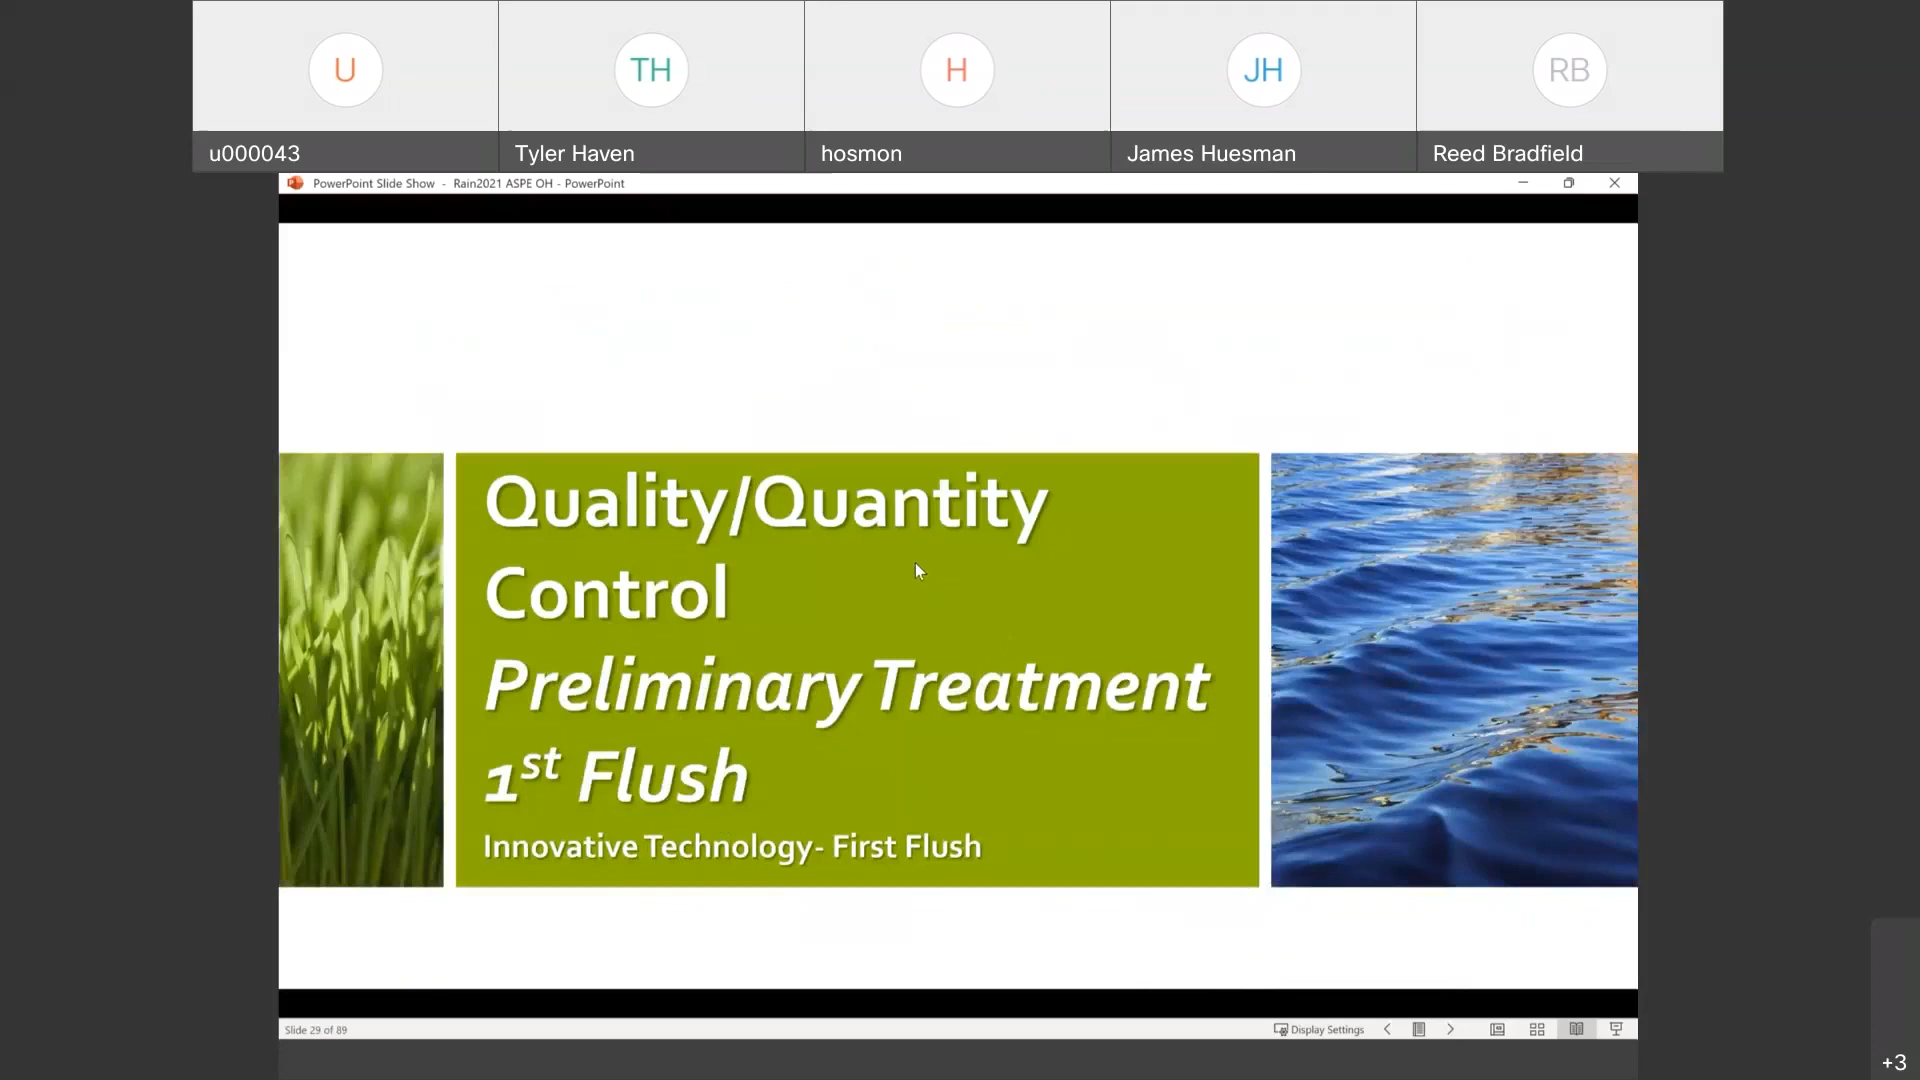 U
TH
H
JH
RB
u000043
Tyler Haven
hosmon
James Huesman
Reed Bradfield
PowerPoint Slide Show - Rain2021 ASPE OH - PowerPoint
Quality/Quantity
Control
Preliminary Treatment
1st Flush
Innovative Technology- First Flush
Slide 29 of 89
Display Settings
+3